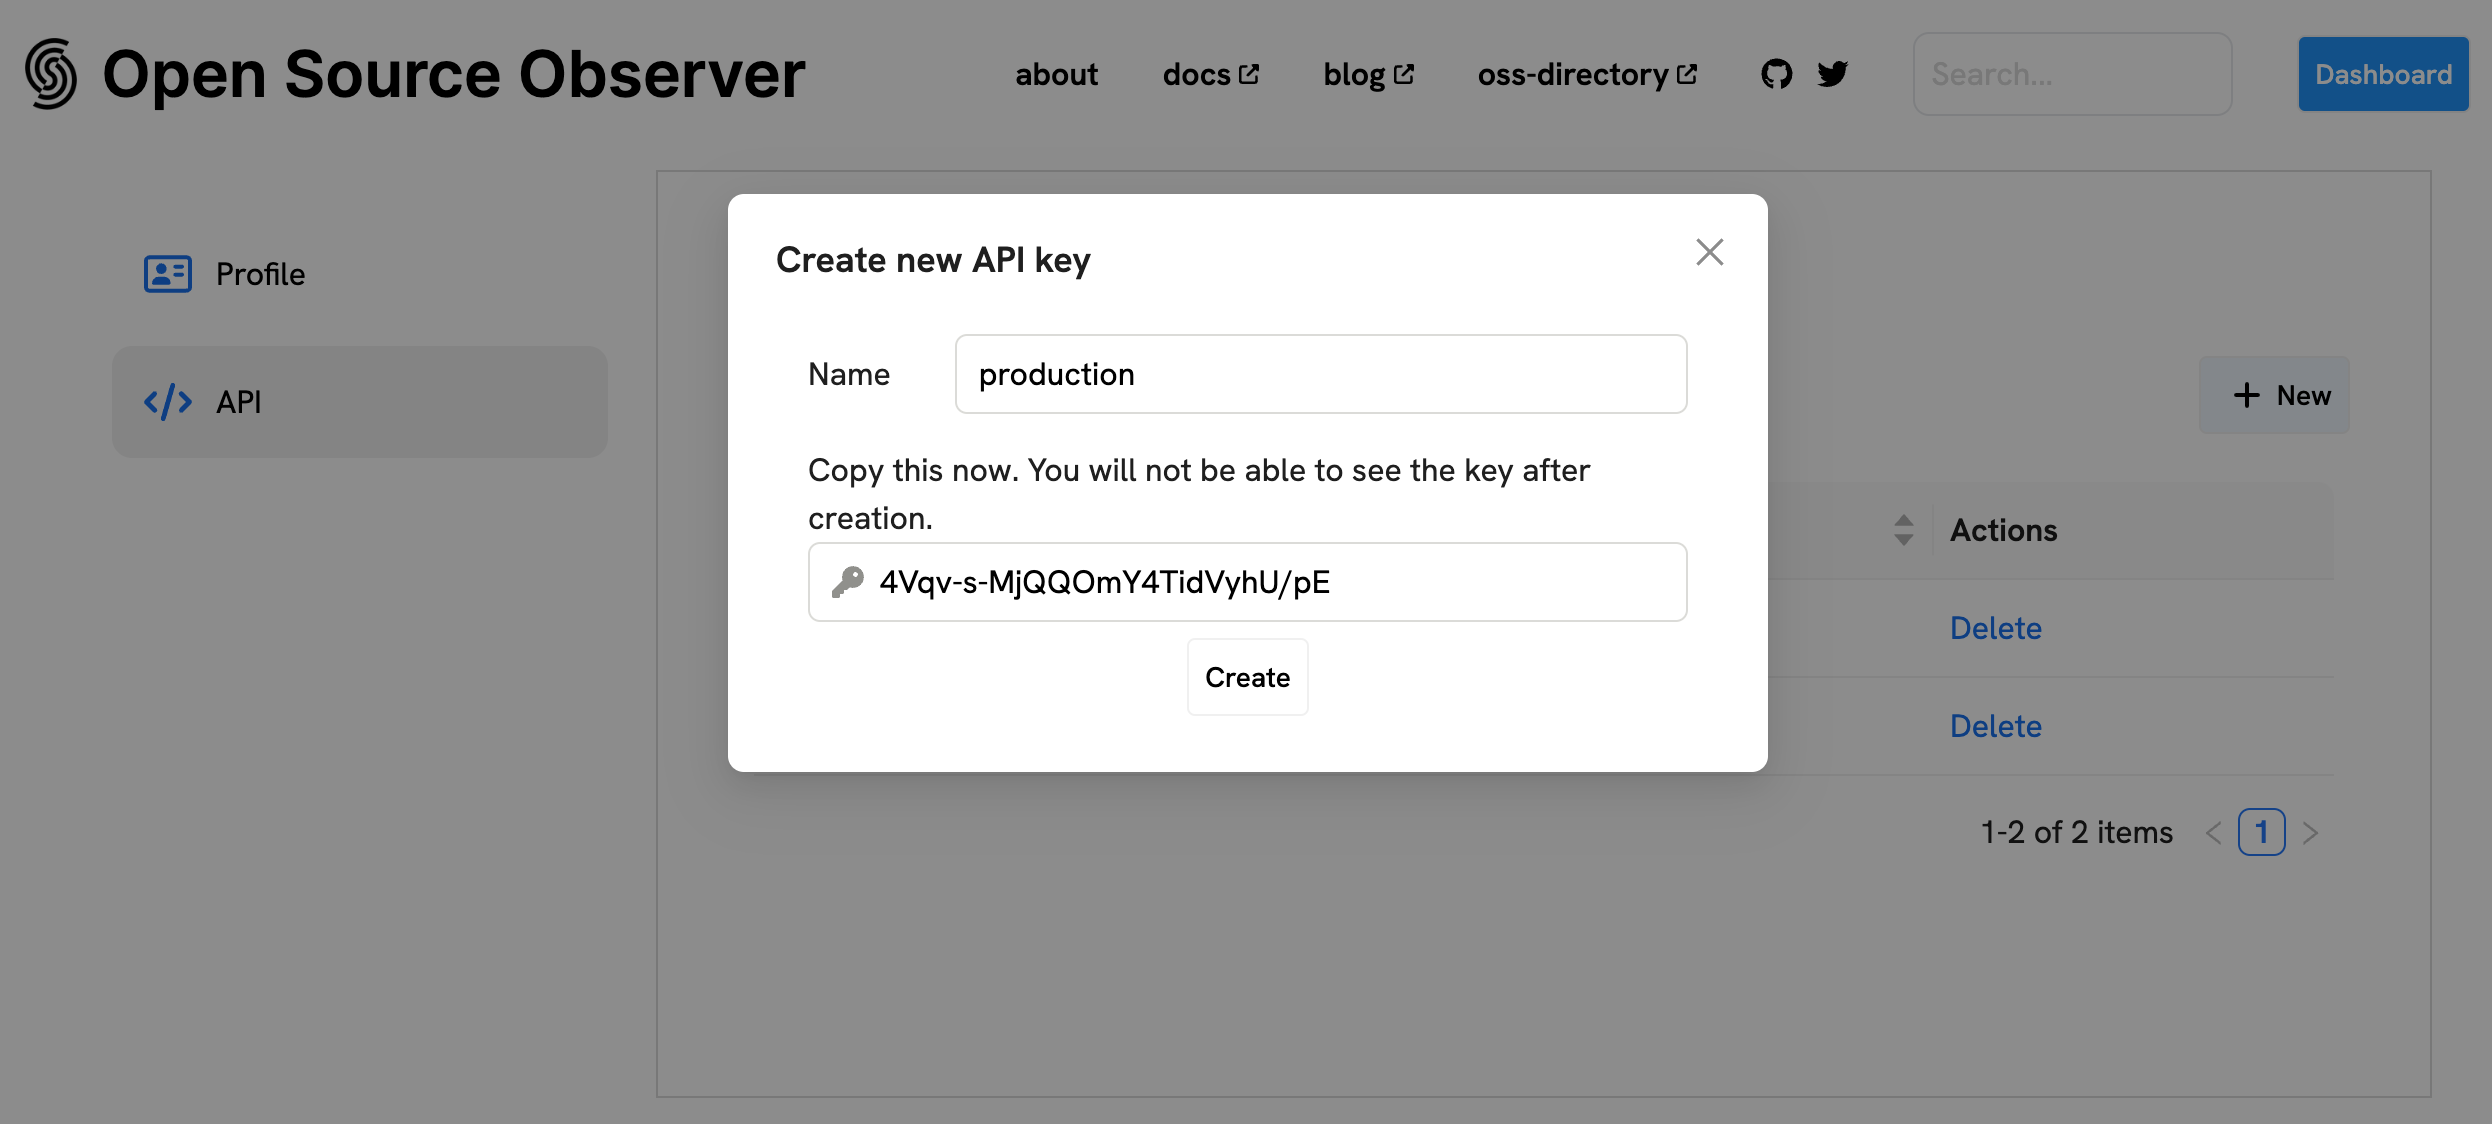 Open Source Observer
about
docs
blog
oss-directory
Search...
Dashboard
Profile
API
Create new API key
Name
production
Copy this now. You will not be able to see the key after
creation.
4Vqv-s-MjQQOmY4TidVyhU/pE
Create
New
Actions
Delete
Delete
1-2 of 2 items
1